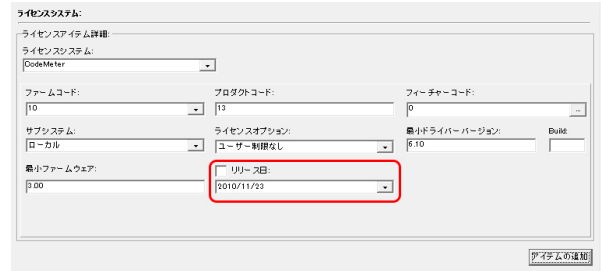 ライセンスシステム:
ライセンスアイテム詳細:
ライセンスシステム:
CodeMeter
ファームコード:
プロダクトコード:
フィーチャーコード:
10
13
0
...
サブシステム:
ライセンスオプション:
最小ドライバー バージョン:
Build:
ローカル
ユーザー制限なし
6.10
最小ファームウェア:
リリース日:
3.00
2010/11/23
アイテムの追加